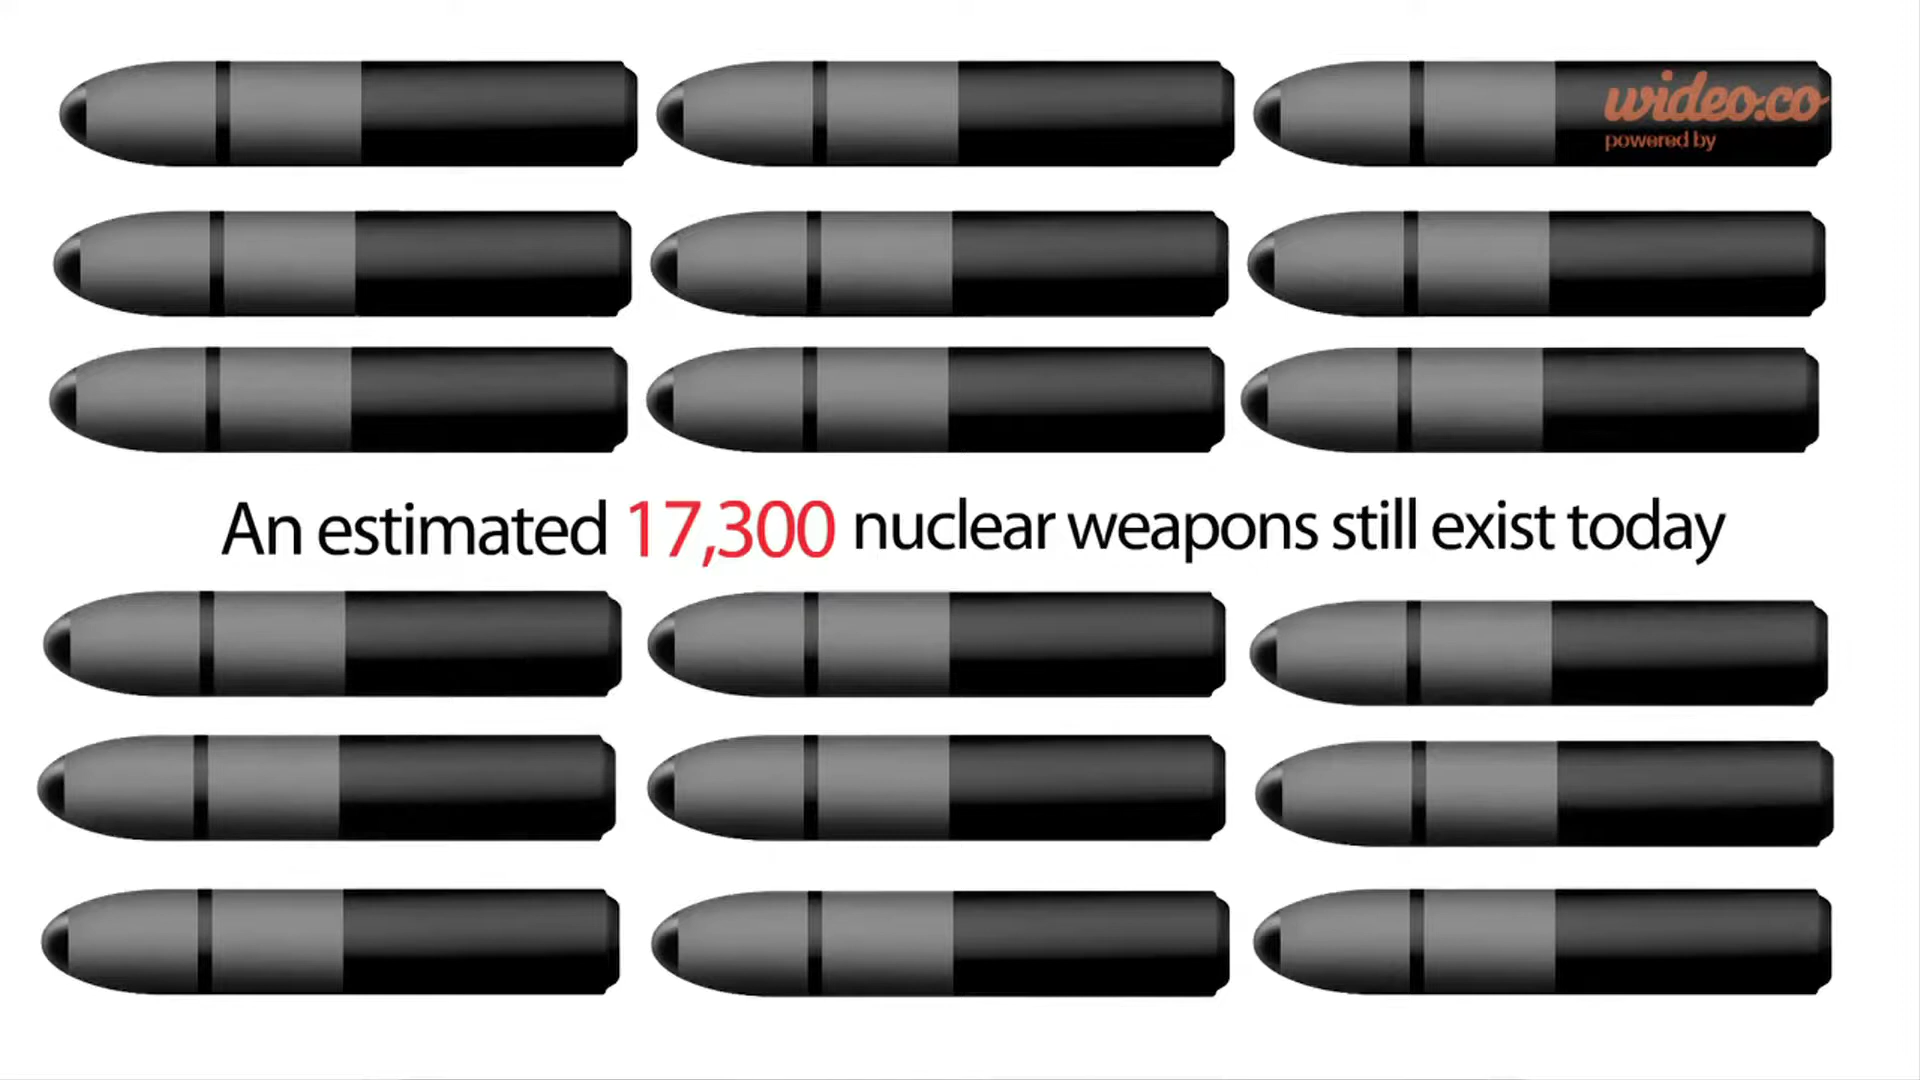 wideo.co
powered by
An estimated 17,300 nuclear weapons still exist today